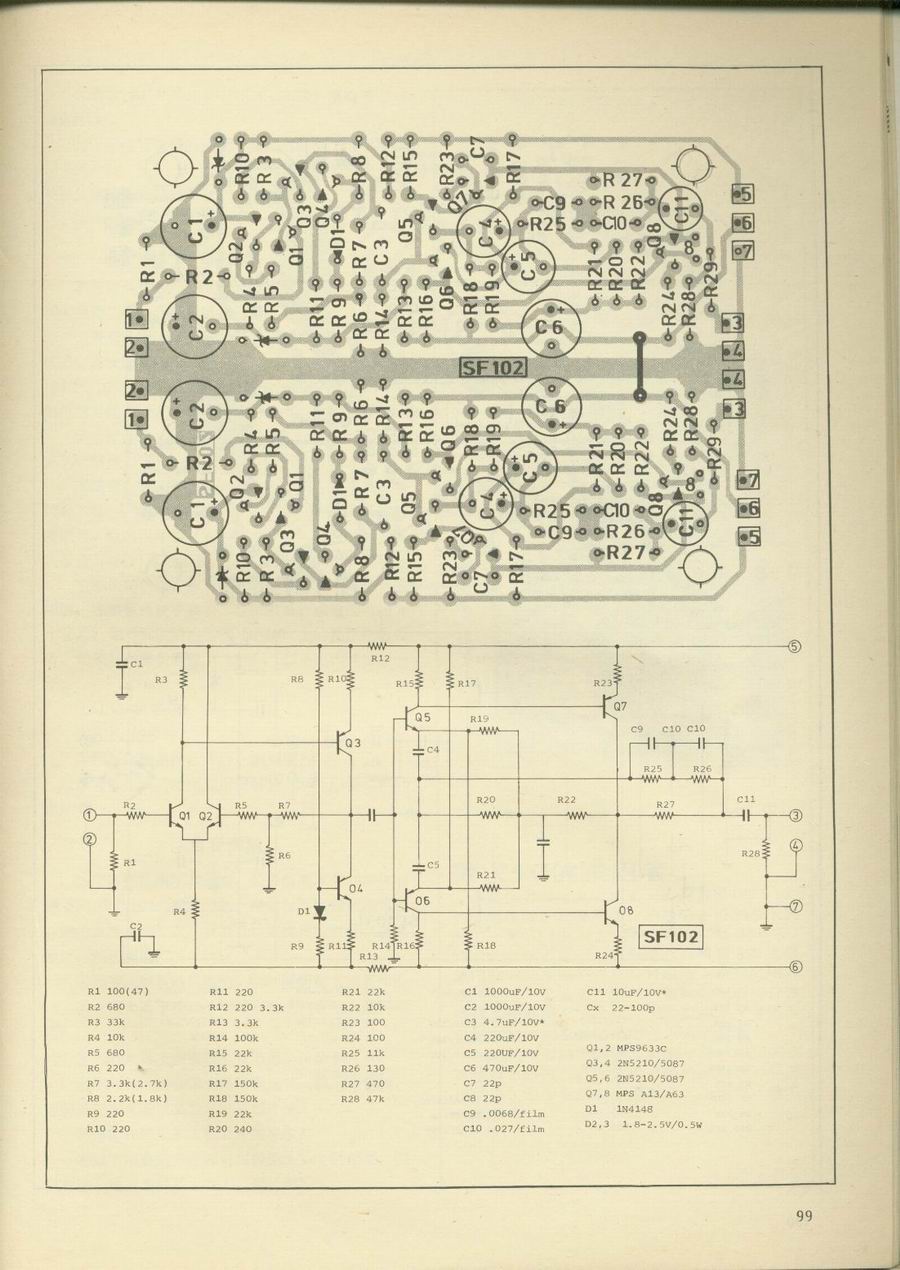 R10 R3 R8 R12 R15 R23 C7 R17
R27
Q3 Q4 Q7 C9 R26 C11 5
C1 Q2 Q1 D1 Q5 C4 R25 C10 Q8 6
R7 C3 8 7
R1 R2 Q6 C5 R21 R20 R22 R29
R4 R5 R11 R9 R6 R14 R13 R16 R18 R19 R24 R28
1 C2 C6 3
2 4
SF102
2 4
1 C2 C6 3
R4 R5 R11 R9 R6 R14 R13 R16 R18 R19 R24 R28
R1 R2 Q6 C5 R21 R20 R22 R29
Q2 Q1 D1 R7 C3 Q5 C4 Q8 8 7
C1 R25 C10 C11 6
Q3 Q4 C9 R26 5
R10 R3 R8 R12 R15 R23 C7 R17 R27
5
C1 R12
R3 R8 R10 R15 R17 R23
Q5 Q7
R19
C9 C10 C10
Q3
C4
R25 R26
1 R2 R5 R7 R20 R22 R27 C11 3
Q1 Q2
2 4
R1 R6 R28
C5
R21
Q4
Q6
R4 D1 Q8 7
C2
SF102
R9 R11 R14 R16 R18 R24
R13
6
R1 100(47)
R2 680
R3 33k
R4 10k
R5 680
R6 220
R7 3.3k(2.7k)
R8 2.2k(1.8k)
R9 220
R10 220
R11 220
R12 220 3.3k
R13 3.3k
R14 100k
R15 22k
R16 22k
R17 150k
R18 150k
R19 22k
R20 240
R21 22k
R22 10k
R23 100
R24 100
R25 11k
R26 130
R27 470
R28 47k
C1 1000uF/10V
C2 1000uF/10V
C3 4.7uF/10V*
C4 220uF/10V
C5 220UF/10V
C6 470uF/10V
C7 22p
C8 22p
C9 .0068/film
C10 .027/film
C11 10uF/10V*
Cx 22-100p
Q1,2 MPS9633C
Q3,4 2N5210/5087
Q5,6 2N5210/5087
Q7,8 MPS A13/A63
D1 1N4148
D2,3 1.8-2.5V/0.5W
99